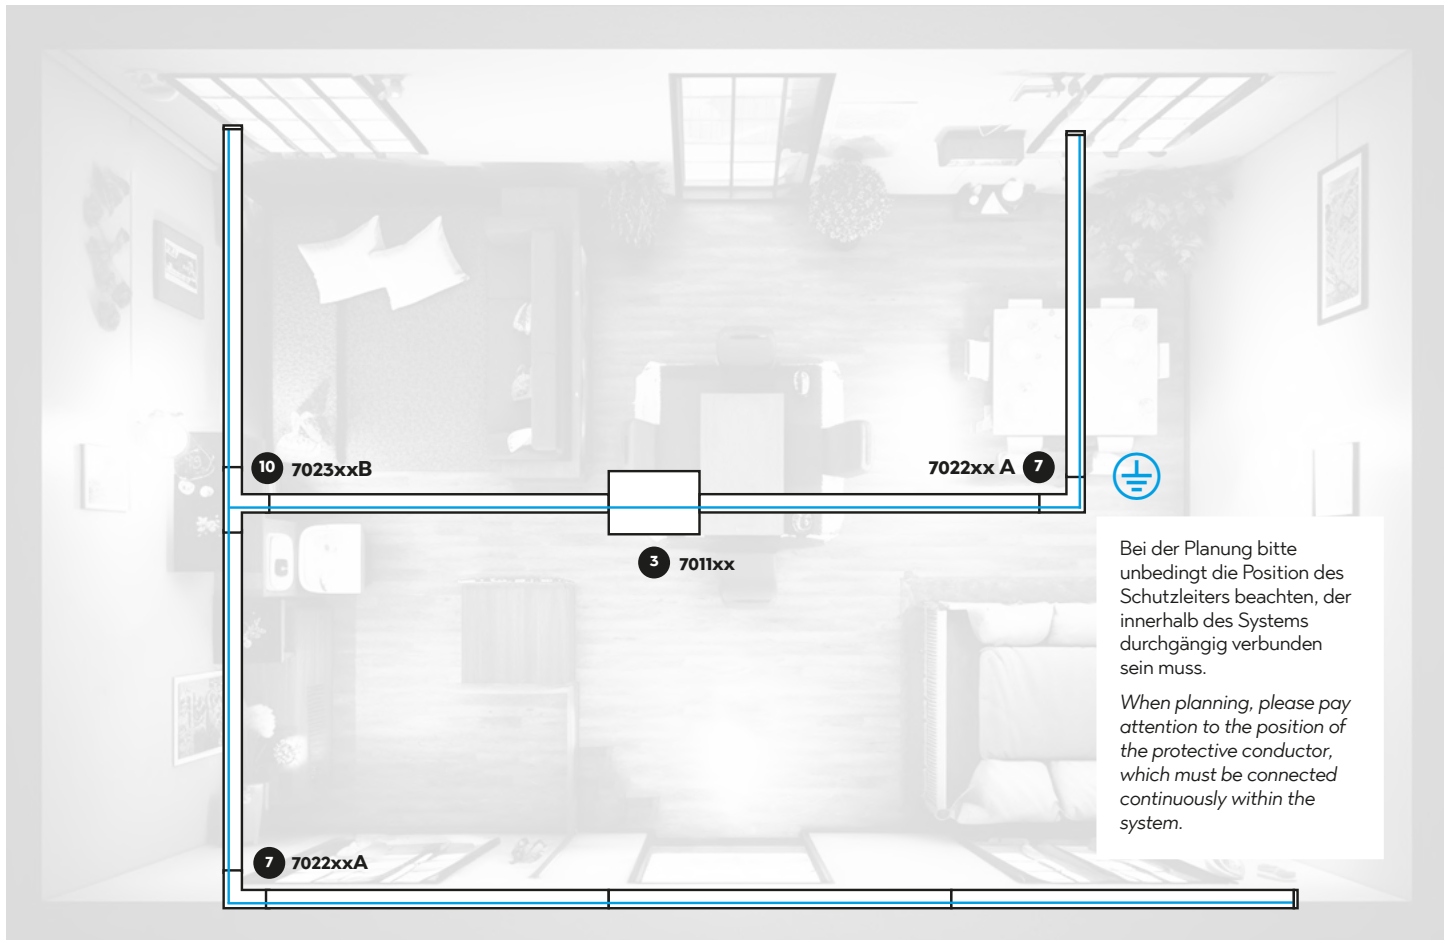 10 7023xxB
7022xx A 7
3 7011xx
Bei der Planung bitte
unbedingt die Position des
Schutzleiters beachten, der
innerhalb des Systems
durchgängig verbunden
sein muss.
When planning, please pay
attention to the position of
the protective conductor,
which must be connected
continuously within the
system.
7 7022xxA